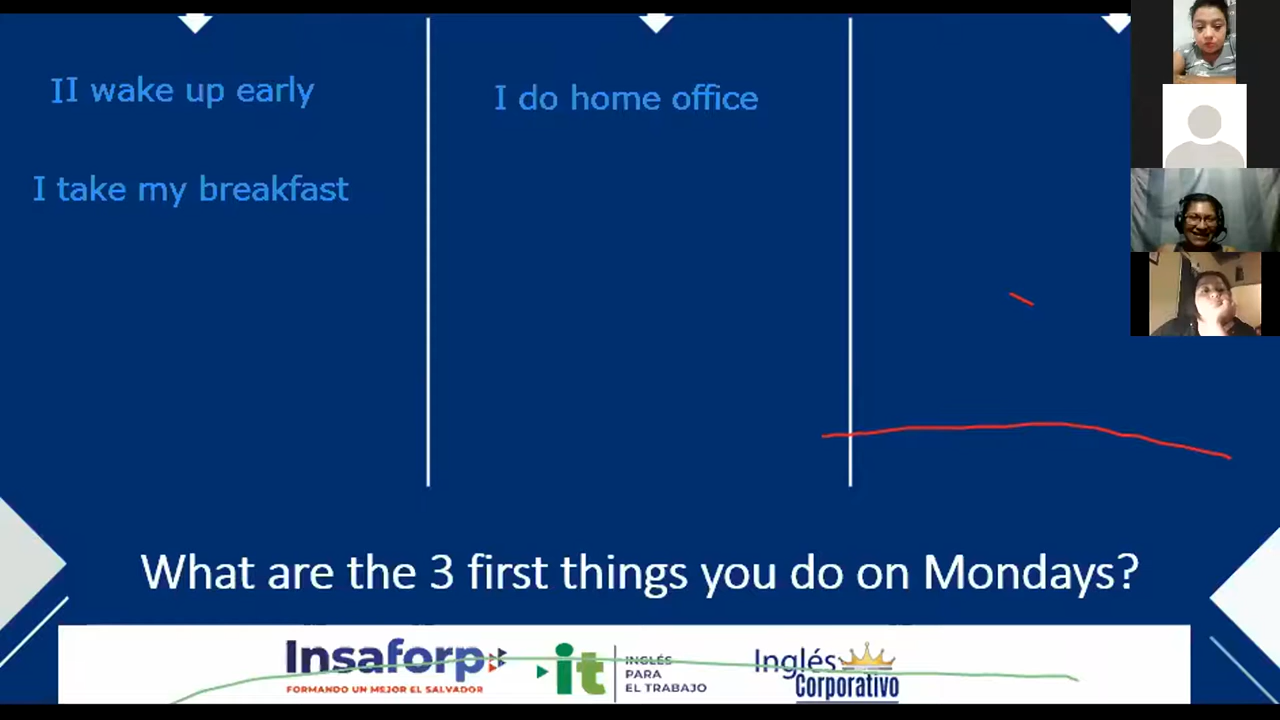 II wake up early
I do home office
I take my breakfast
What are the 3 first things you do on Mondays?
Insaforp
FORMANDO UN MEJOR EL SALVADOR
it
INGLÉS
PARA
EL TRABAJO
Inglés
Corporativo